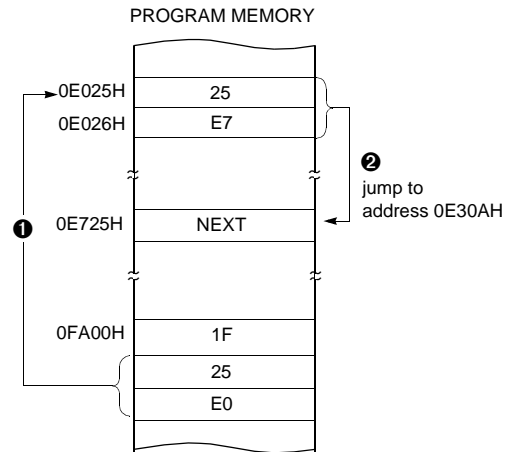 PROGRAM MEMORY
0E025H 25
0E026H E7
❷
jump to
address 0E30AH
❶ 0E725H NEXT
0FA00H 1F
25
E0